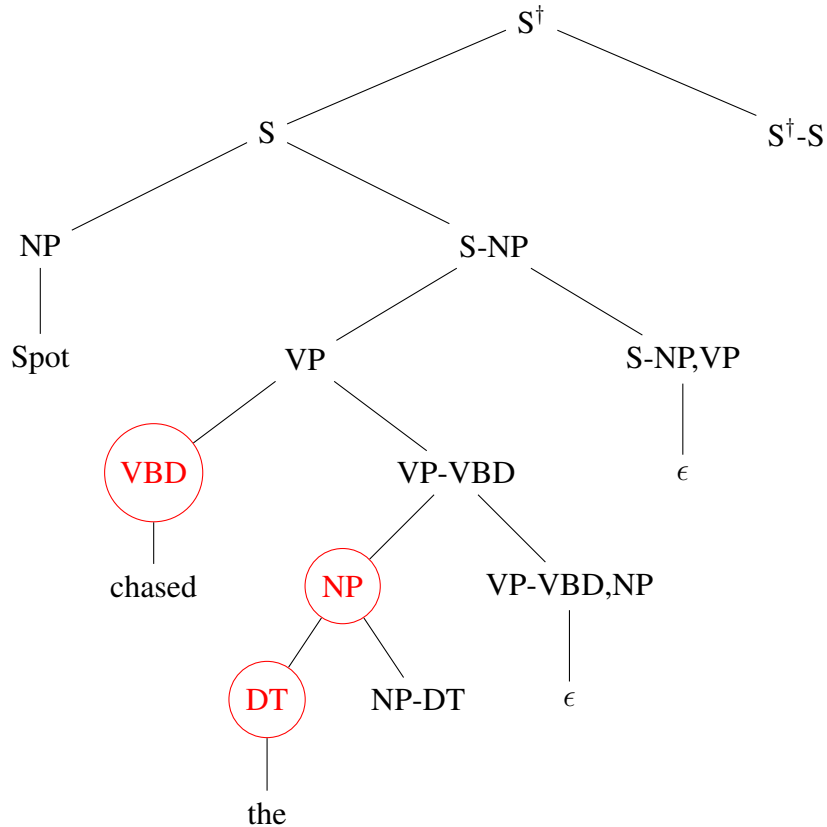 S†
S S†-S
NP S-NP
Spot VP S-NP,VP
VBD VP-VBD ϵ
chased NP VP-VBD,NP
DT NP-DT ϵ
the